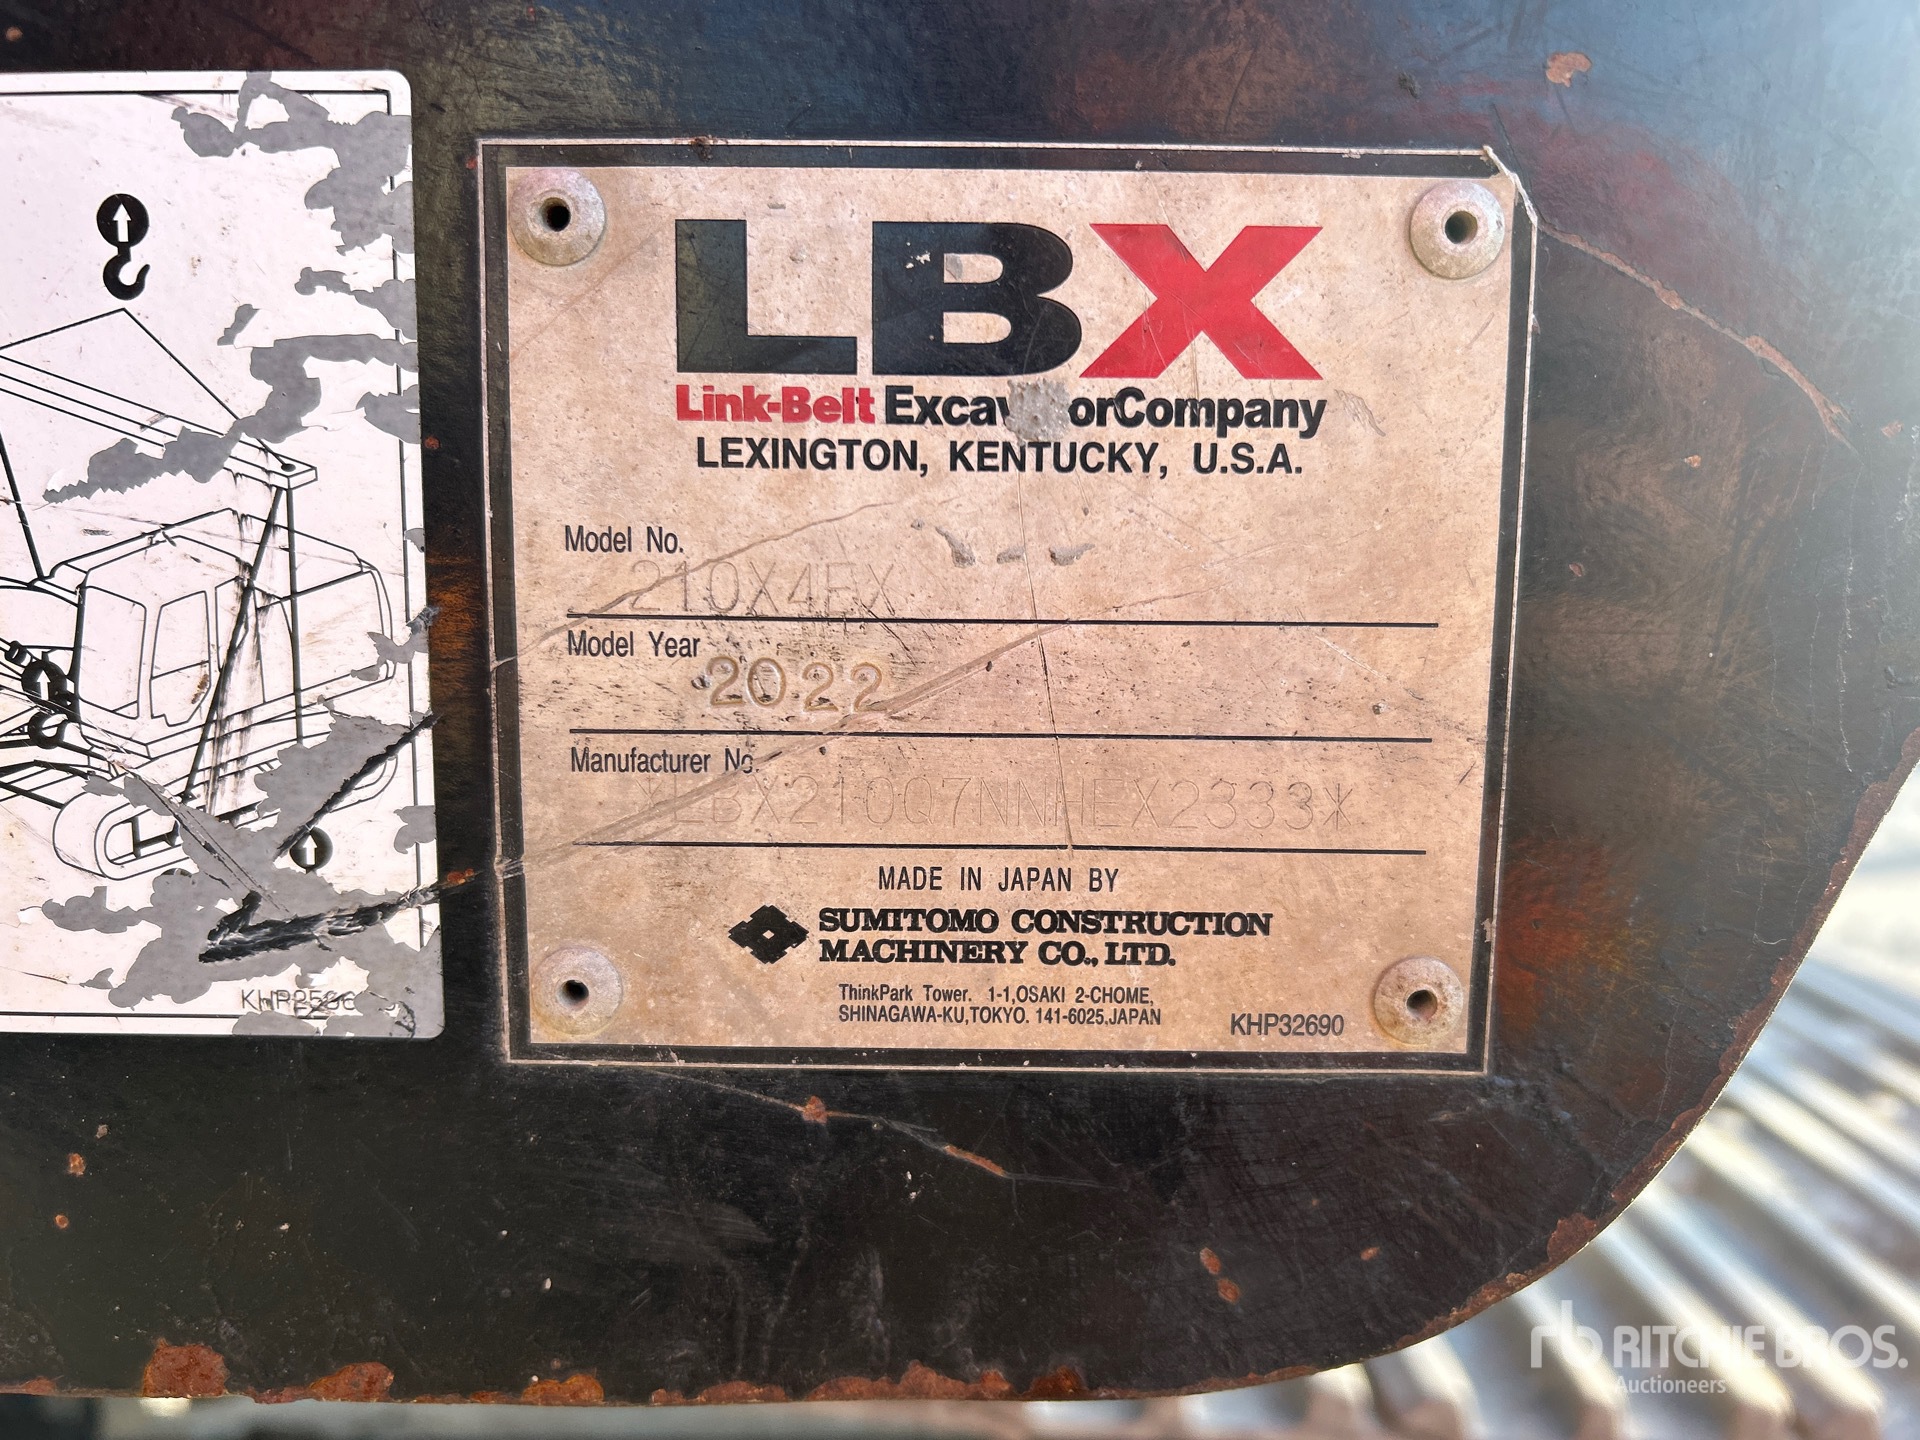 LBX
Link-Belt Excav orCompany
LEXINGTON, KENTUCKY, U.S.A.
Model No.
210X4EX
Model Year
2022
Manufacturer No.
*LBX210Q7NNHEX2333*
MADE IN JAPAN BY
SUMITOMO CONSTRUCTION
MACHINERY CO., LTD.
ThinkPark Tower. 1-1,OSAKI 2-CHOME,
SHINAGAWA-KU,TOKYO. 141-6025,JAPAN
KHP32690
rb RITCHIE BROS.
Auctioneers